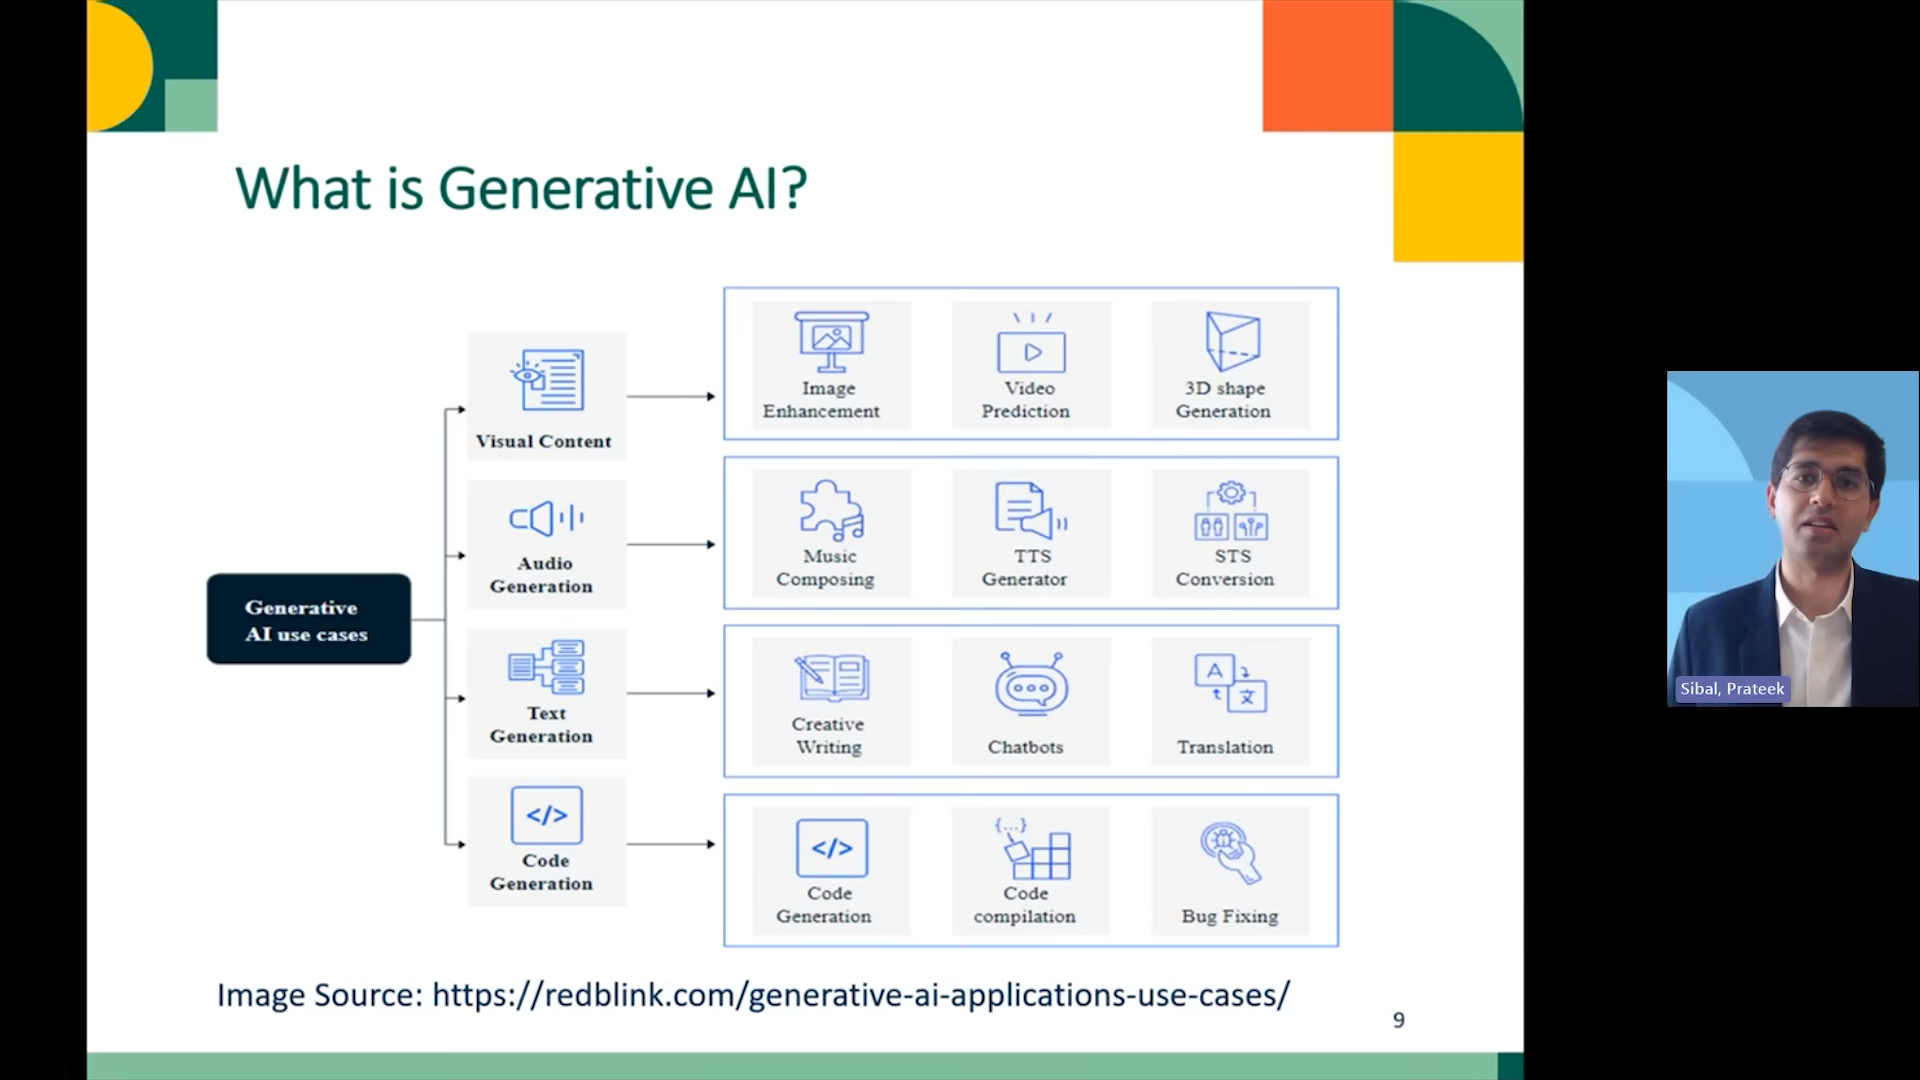 What is Generative AI?
Generative
AI use cases
Visual Content
Image
Enhancement
Video
Prediction
3D shape
Generation
Audio
Generation
Music
Composing
TTS
Generator
STS
Conversion
Text
Generation
Creative
Writing
Chatbots
A
文
Translation
</>
Code
Generation
</>
Code
Generation
{...}
Code
compilation
Bug Fixing
Image Source: https://redblink.com/generative-ai-applications-use-cases/
9
Sibal, Prateek